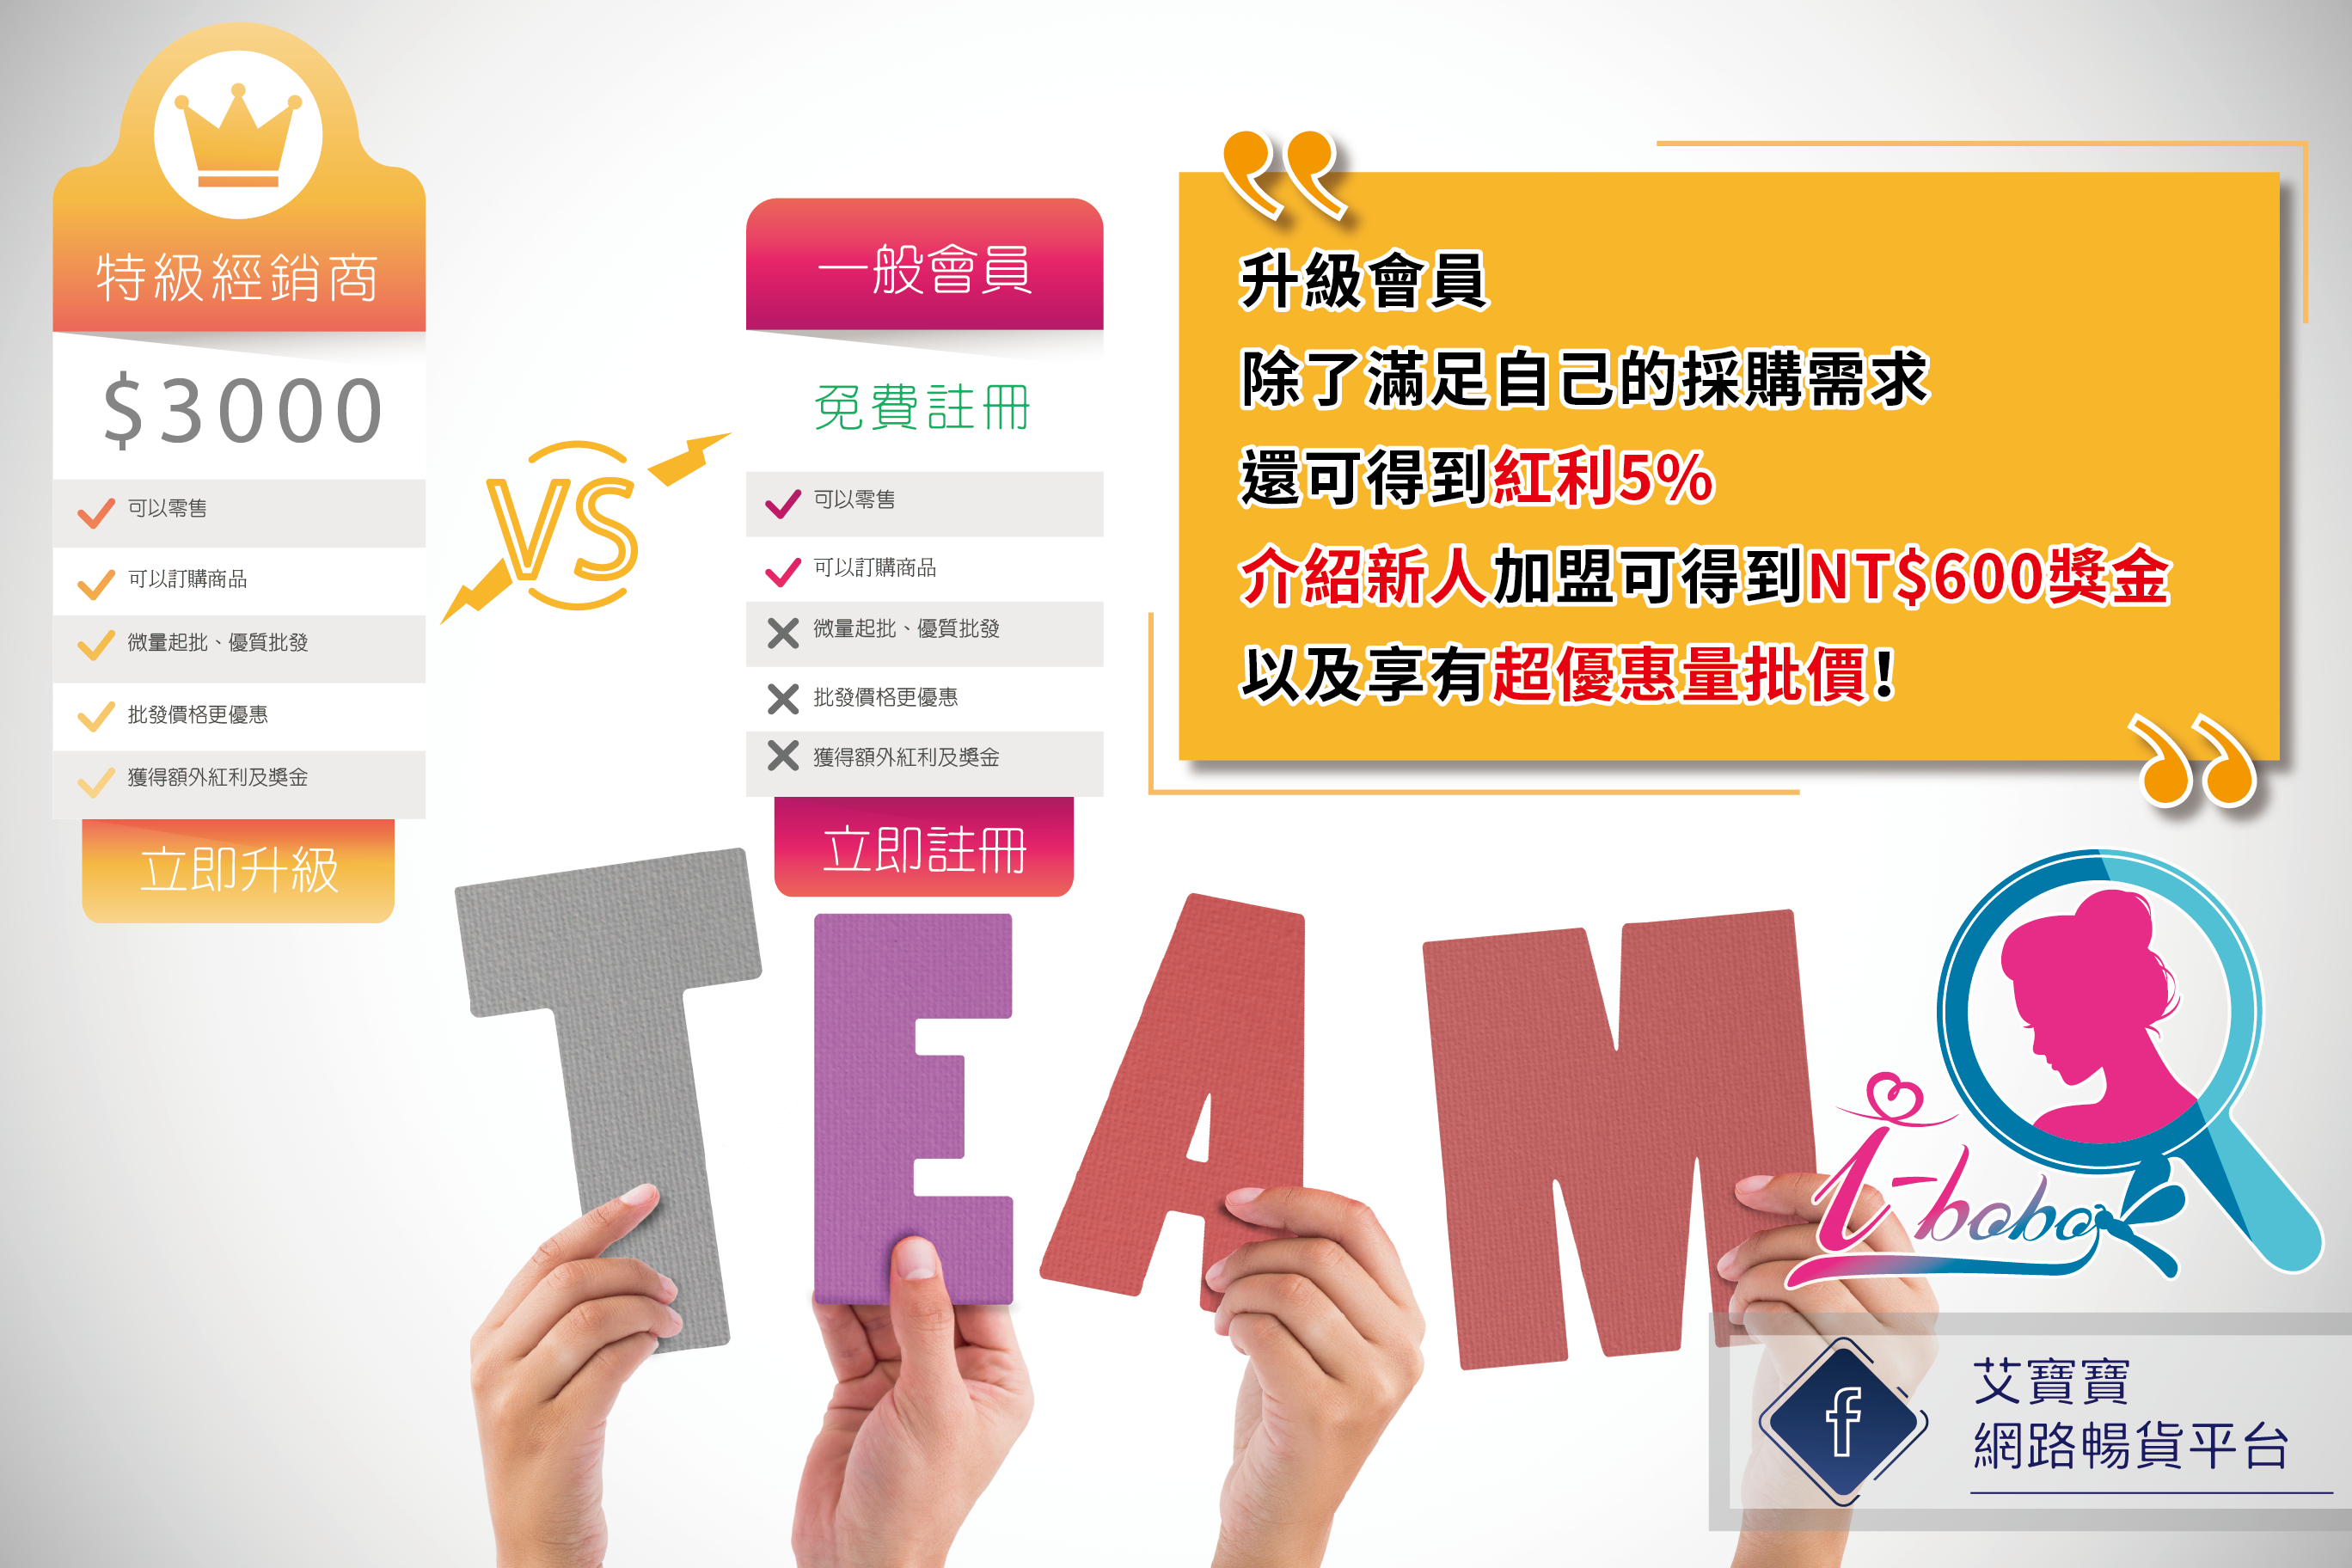 特級經銷商
$3000
可以零售
可以訂購商品
微量起批、優質批發
批發價格更優惠
獲得額外紅利及獎金
立即升級
VS
一般會員
免費註冊
可以零售
可以訂購商品
微量起批、優質批發
批發價格更優惠
獲得額外紅利及獎金
立即註冊
升級會員
除了滿足自己的採購需求
還可得到紅利5%
介紹新人加盟可得到NT$600獎金
以及享有超優惠量批價!
TEAM
i-bobo
f
艾寶寶
網路暢貨平台